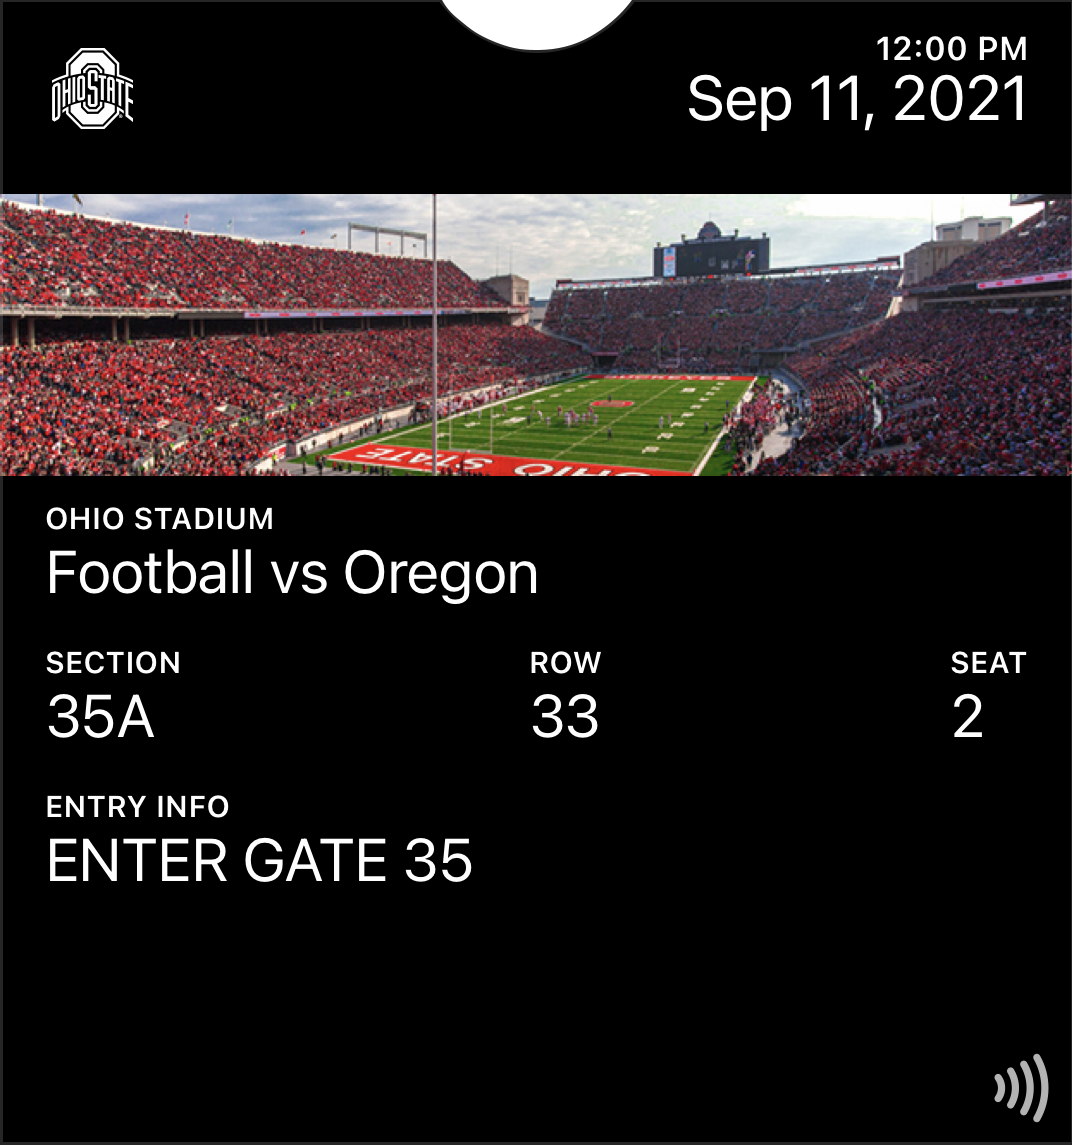 OHIO STATE
12:00 PM
Sep 11, 2021
STATE
OHIO
OHIO STADIUM
Football vs Oregon
SECTION
ROW
SEAT
35A
33
2
ENTRY INFO
ENTER GATE 35